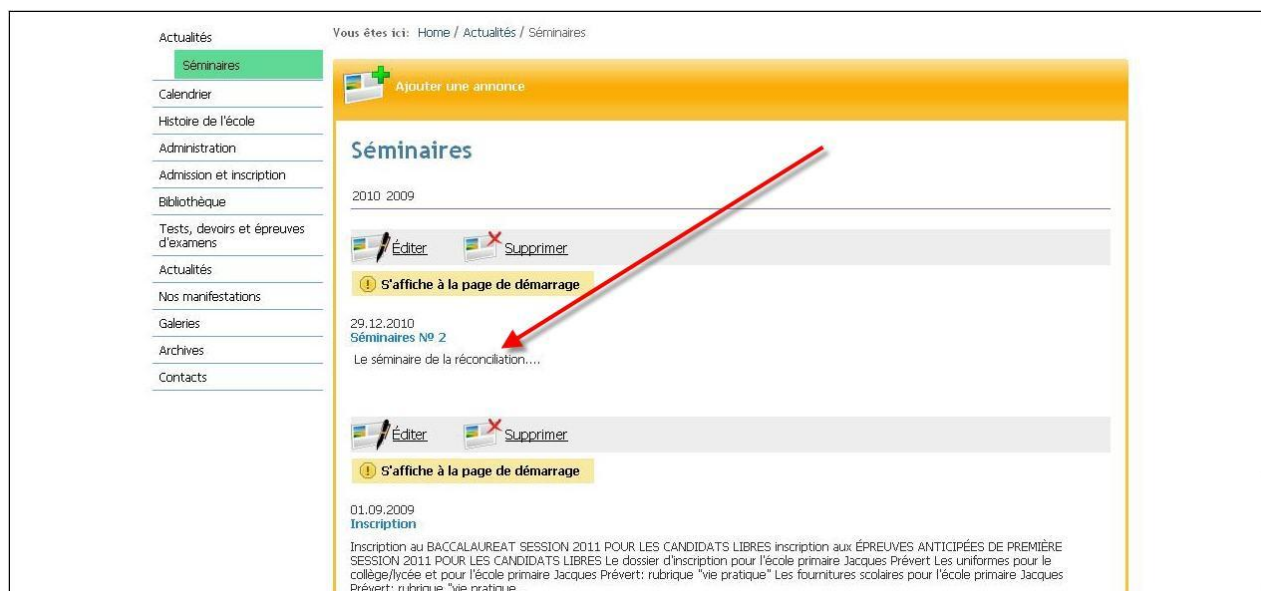 Actualités
Séminaires
Calendrier
Histoire de l'école
Administration
Admission et inscription
Bibliothèque
Tests, devoirs et épreuves
d'examens
Actualités
Nos manifestations
Galeries
Archives
Contacts
Vous êtes ici: Home / Actualités / Séminaires
Ajouter une annonce
Séminaires
2010 2009
Éditer Supprimer
S'affiche à la page de démarrage
29.12.2010
Séminaires Nº 2
Le séminaire de la réconciliation....
Éditer Supprimer
S'affiche à la page de démarrage
01.09.2009
Inscription
Inscription au BACCALAUREAT SESSION 2011 POUR LES CANDIDATS LIBRES inscription aux ÉPREUVES ANTICIPÉES DE PREMIÈRE
SESSION 2011 POUR LES CANDIDATS LIBRES Le dossier d'inscription pour l'école primaire Jacques Prévert Les uniformes pour le
collège/lycée et pour l'école primaire Jacques Prévert: rubrique "vie pratique" Les fournitures scolaires pour l'école primaire Jacques
Prévert: rubrique "vie pratique